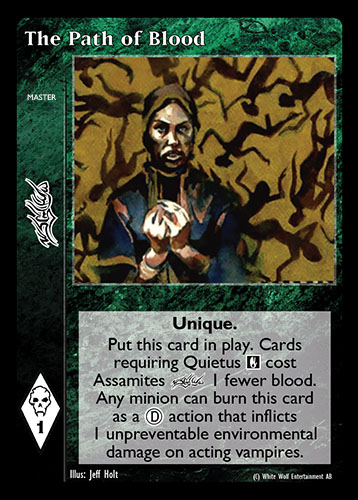 The Path of Blood
MASTER
Unique.
Put this card in play. Cards
requiring Quietus cost
Assamites 1 fewer blood.
Any minion can burn this card
as a D action that inflicts
1 unpreventable environmental
damage on acting vampires.
1
Illus: Jeff Holt
(C) White Wolf Entertainment AB